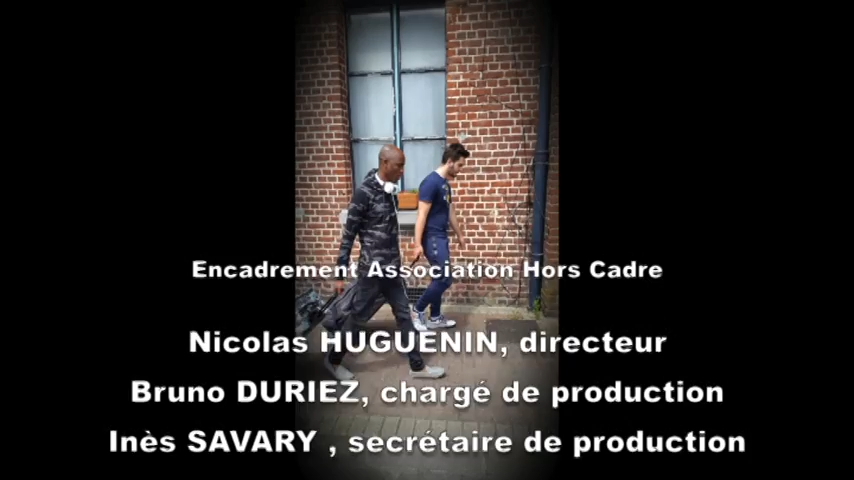 Encadrement Association Hors Cadre
Nicolas HUGUENIN, directeur
Bruno DURIEZ, chargé de production
Inès SAVARY , secrétaire de production